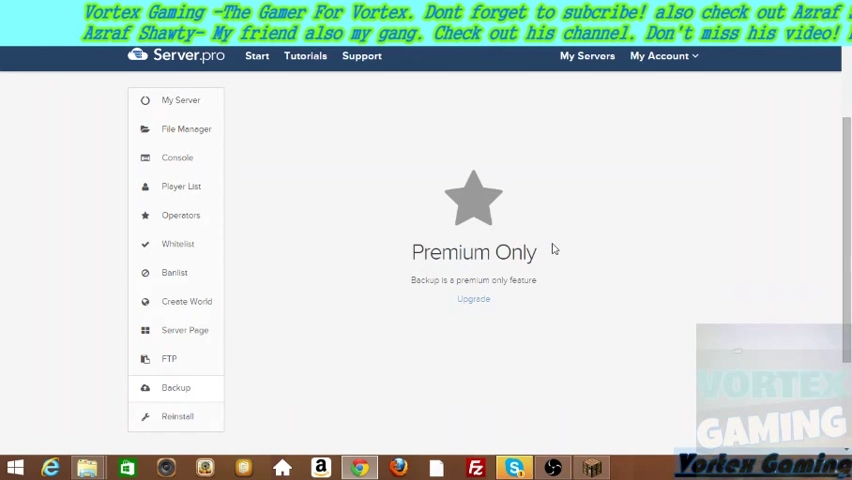 Vortex Gaming -The Gamer For Vortex. Dont forget to subcribe! also check out Azraf
Azraf Shawty- My friend also my gang. Check out his channel. Don't miss his video!
Server.pro
Start
Tutorials
Support
My Servers
My Account
My Server
File Manager
Console
Player List
Operators
Whitelist
Banlist
Create World
Server Page
FTP
Backup
Reinstall
Premium Only
Backup is a premium only feature
Upgrade
VORTEX
GAMING
Vortex Gaming